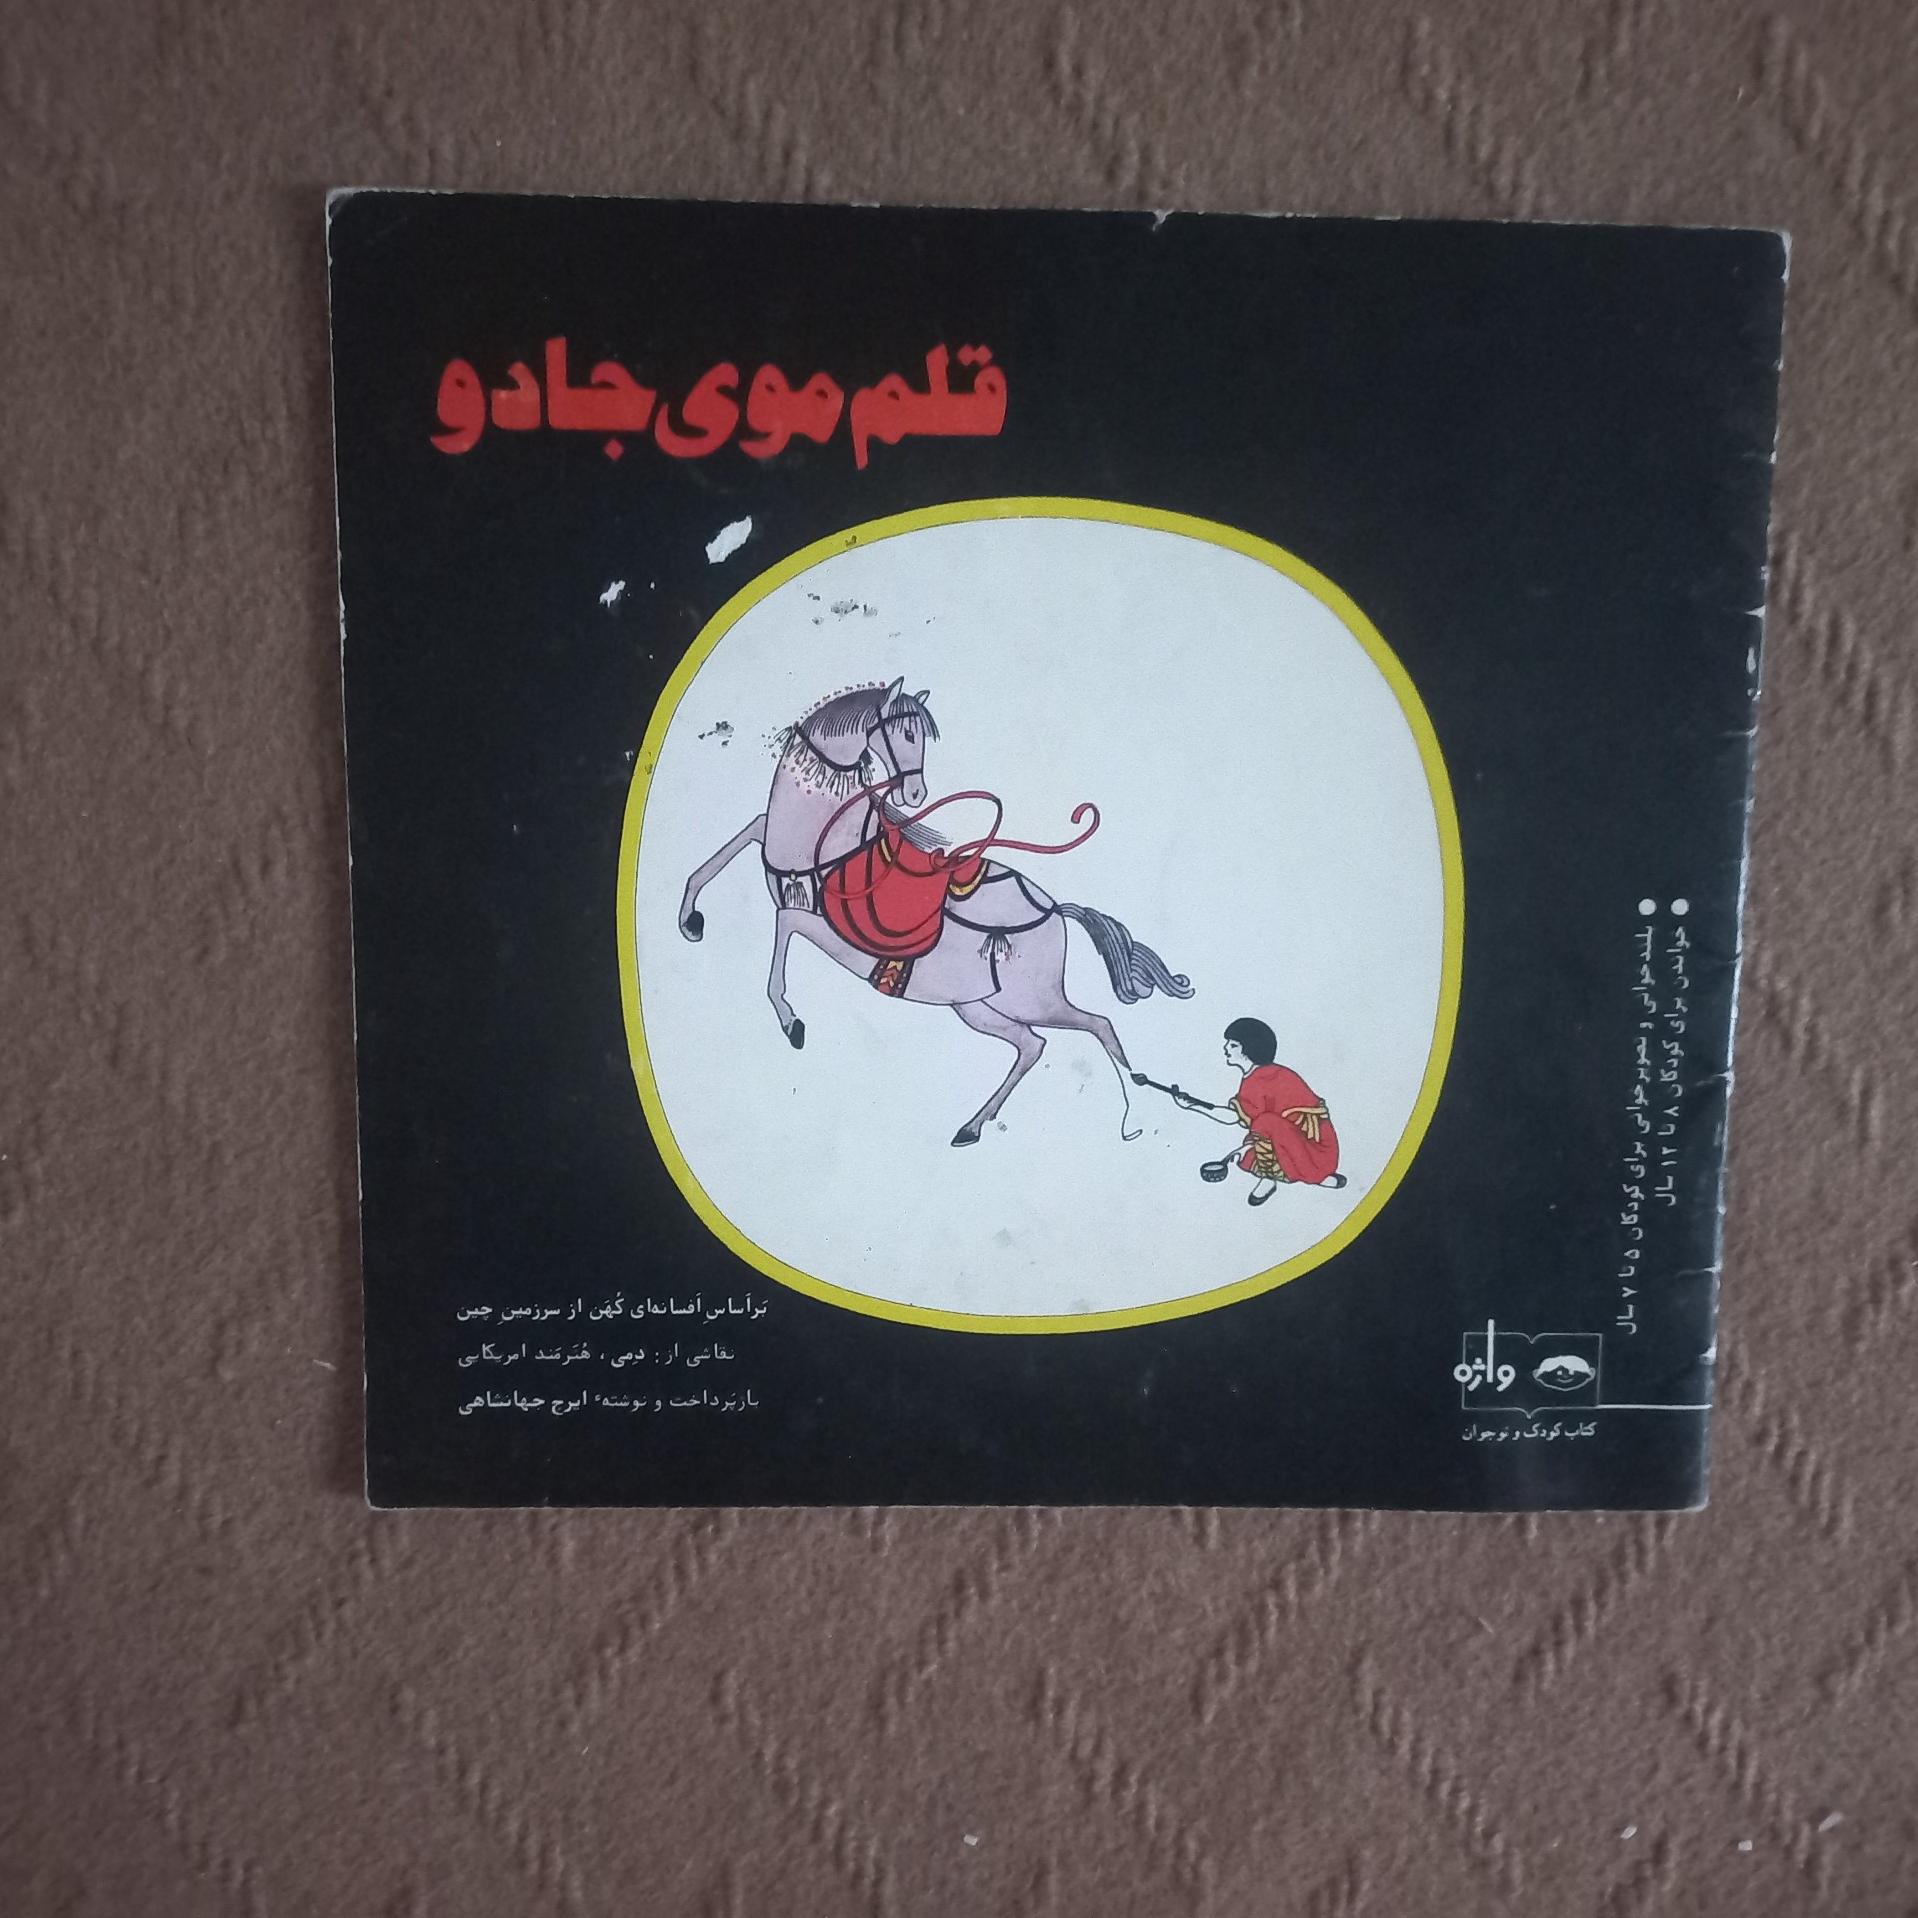 قلم‌موی جادو
بَر اَساسِ اَفسانه‌ای کُهَن از سرزمینِ چین
نقاشی از: دِمی، هُنَرمَند امریکایی
بازپَرداخت و نوشتهٔ ایرج جهانشاهی
● خواندن برای کودکان ۸ تا ۱۲ سال
● بلندخوانی و تصویرخوانی برای کودکان ۵ تا ۷ سال
واژه
کتاب کودک و نوجوان